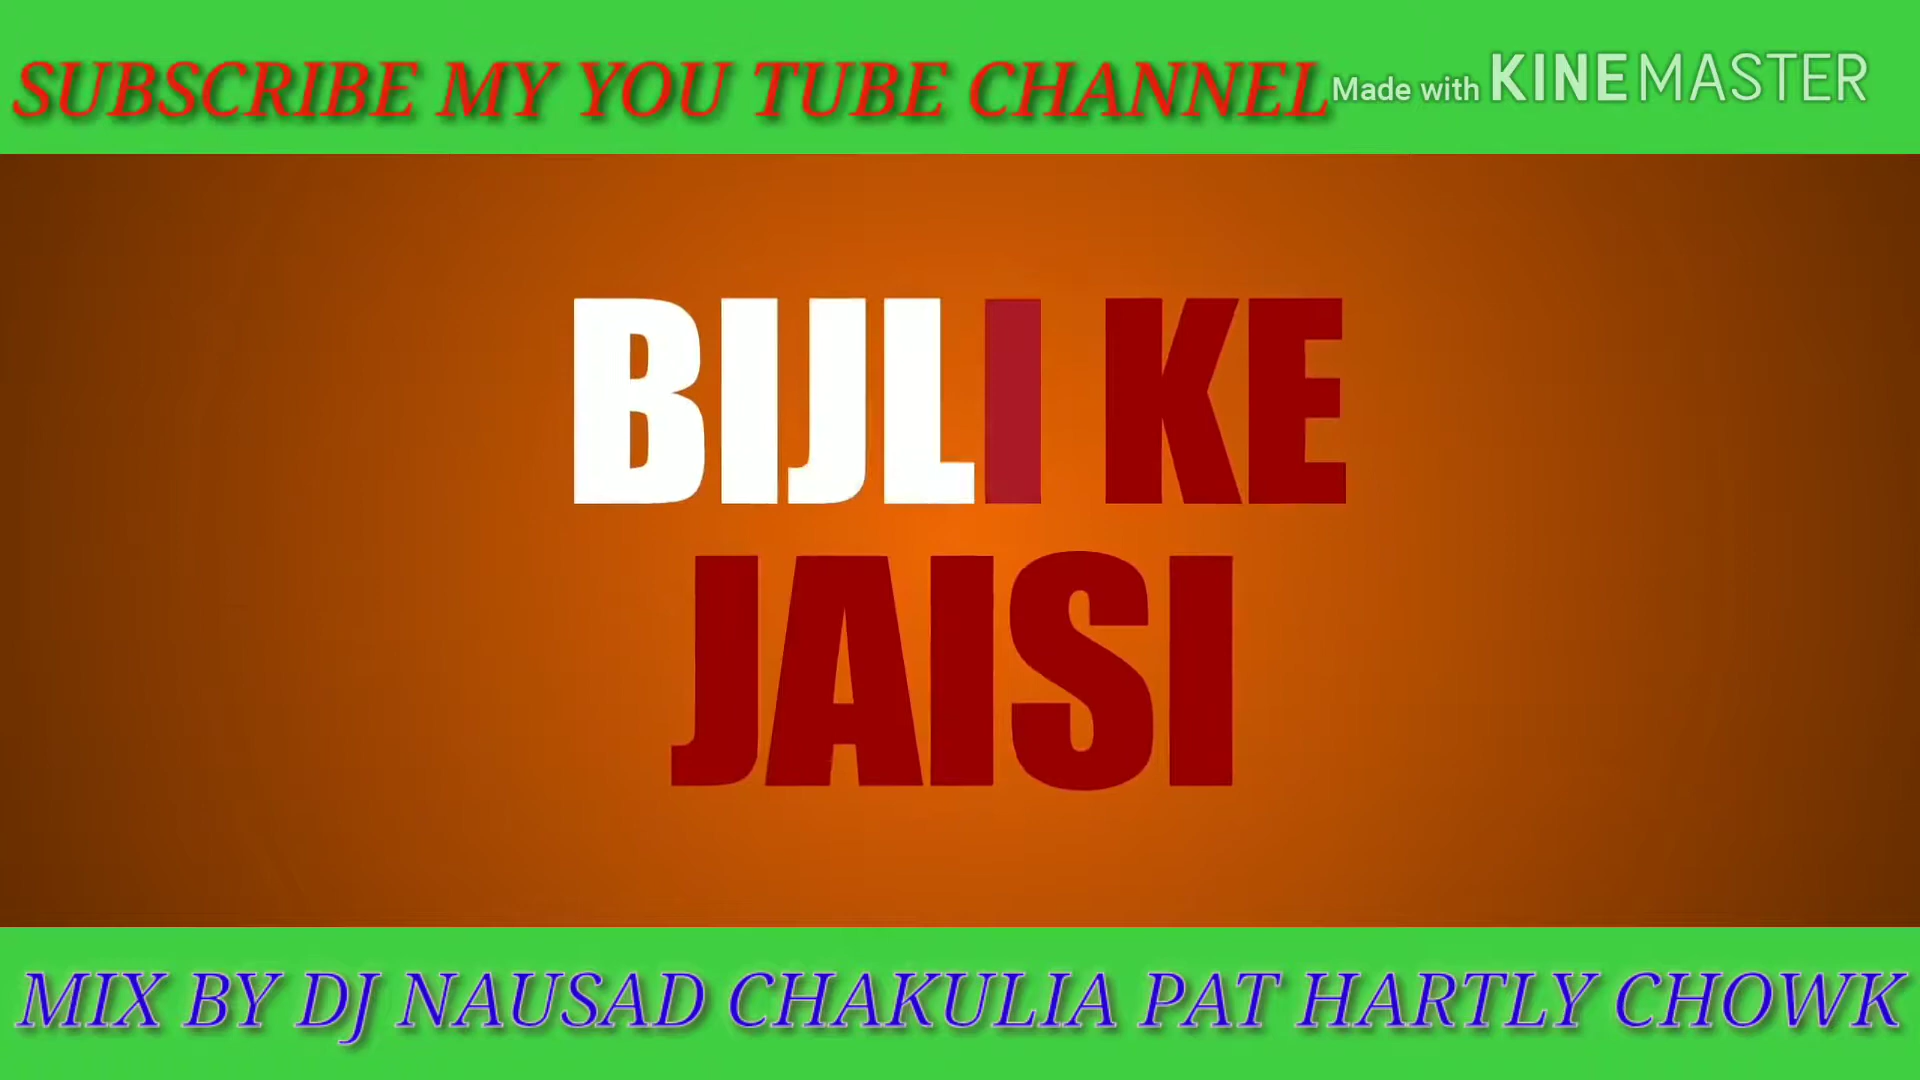 SUBSCRIBE MY YOU TUBE CHANNEL
Made with KINEMASTER
BIJLI KE
JAISI
MIX BY DJ NAUSAD CHAKULIA PAT HARTLY CHOWK